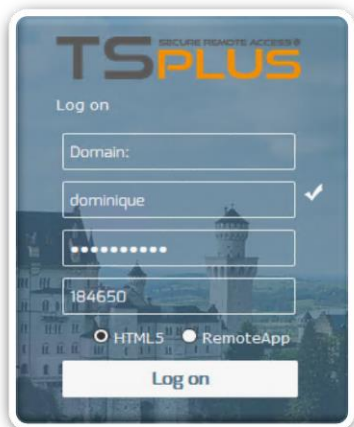 SECURE REMOTE ACCESS®
TSPLUS
Log on
Domain:
dominique
••••••••••
184650
HTML5 RemoteApp
Log on